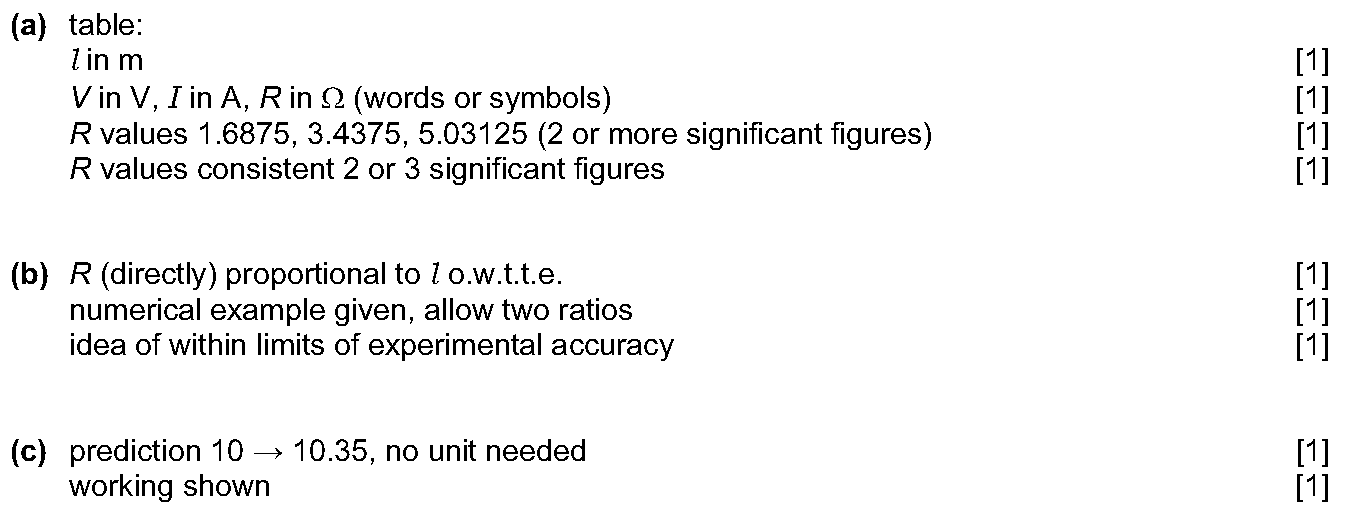 (a) table:
l in m [1]
V in V, I in A, R in Ω (words or symbols) [1]
R values 1.6875, 3.4375, 5.03125 (2 or more significant figures) [1]
R values consistent 2 or 3 significant figures [1]
(b) R (directly) proportional to l o.w.t.t.e. [1]
numerical example given, allow two ratios [1]
idea of within limits of experimental accuracy [1]
(c) prediction 10 → 10.35, no unit needed [1]
working shown [1]